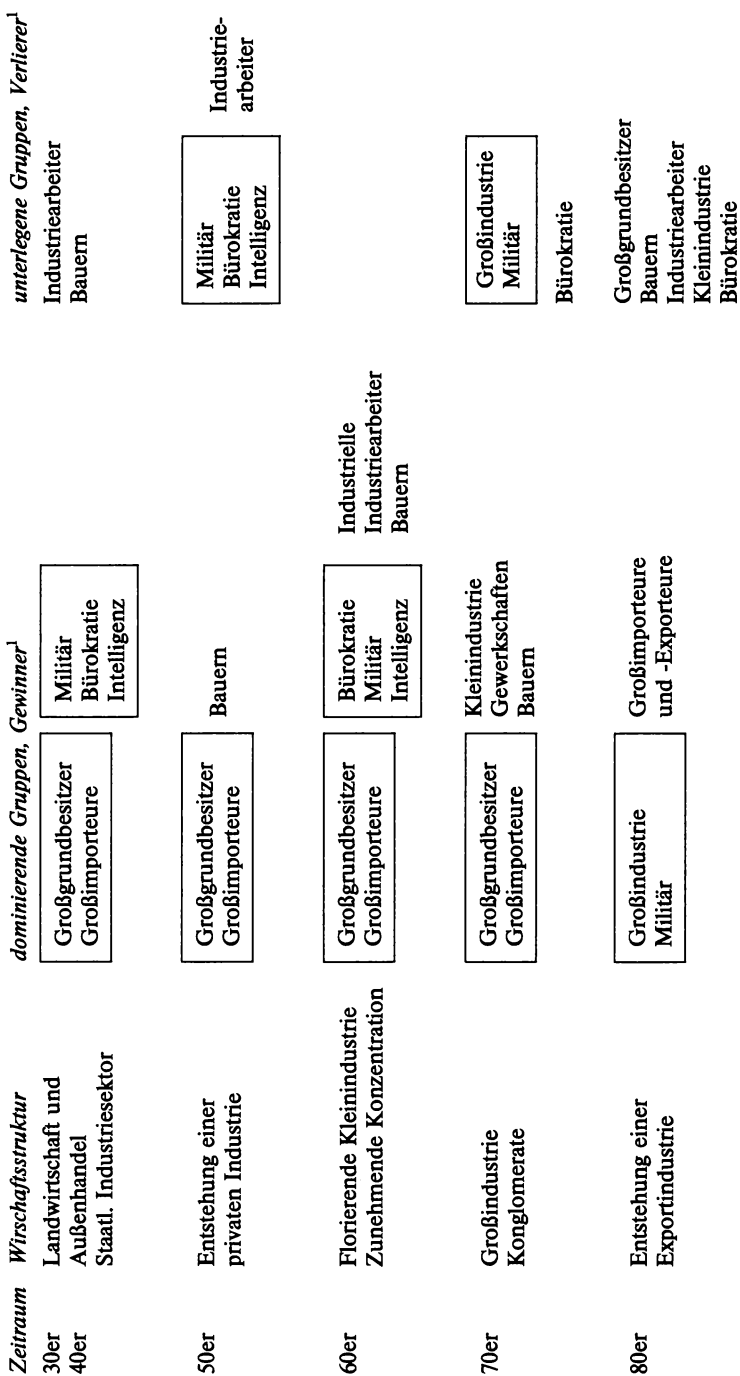 Zeitraum Wirschaftsstruktur dominierende Gruppen, Gewinner¹ unterlegene Gruppen, Verlierer¹
30er Landwirtschaft und Großgrundbesitzer Militär Industriearbeiter
40er Außenhandel Großimporteure Bürokratie Bauern
Staatl. Industriesektor Intelligenz
50er Entstehung einer Großgrundbesitzer Bauern Militär Industrie-
privaten Industrie Großimporteure Bürokratie arbeiter
Intelligenz
60er Florierende Kleinindustrie Großgrundbesitzer Bürokratie Industrielle
Zunehmende Konzentration Großimporteure Militär Industriearbeiter
Intelligenz Bauern
70er Großindustrie Großgrundbesitzer Kleinindustrie Großindustrie
Konglomerate Großimporteure Gewerkschaften Militär
Bauern
Bürokratie
80er Entstehung einer Großindustrie Großimporteure Großgrundbesitzer
Exportindustrie Militär und -Exporteure Bauern
Industriearbeiter
Kleinindustrie
Bürokratie